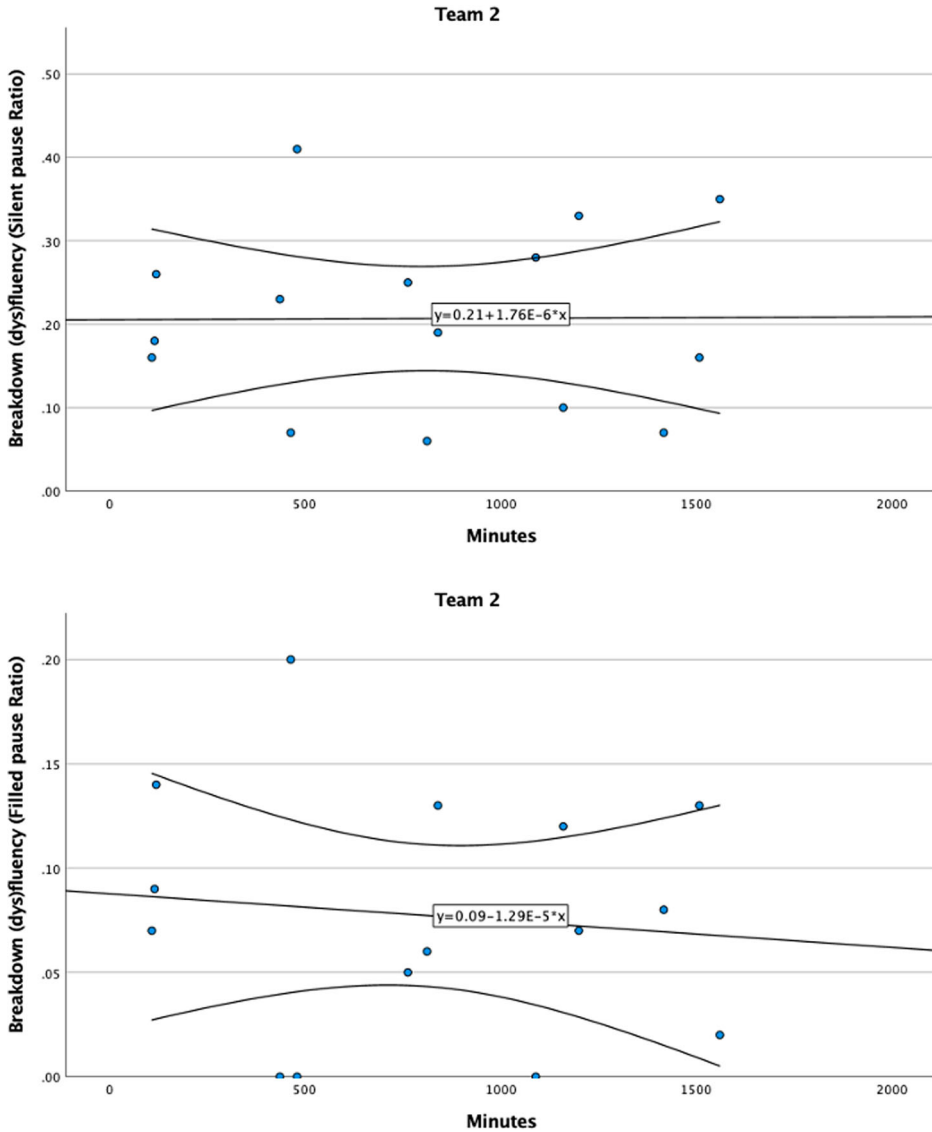 Team 2
Breakdown (dys)fluency (Silent pause Ratio)
.50
.40
.30
.20
.10
.00
y=0.21+1.76E-6*x
0 500 1000 1500 2000
Minutes
Team 2
Breakdown (dys)fluency (Filled pause Ratio)
.20
.15
.10
.05
.00
y=0.09-1.29E-5*x
0 500 1000 1500 2000
Minutes